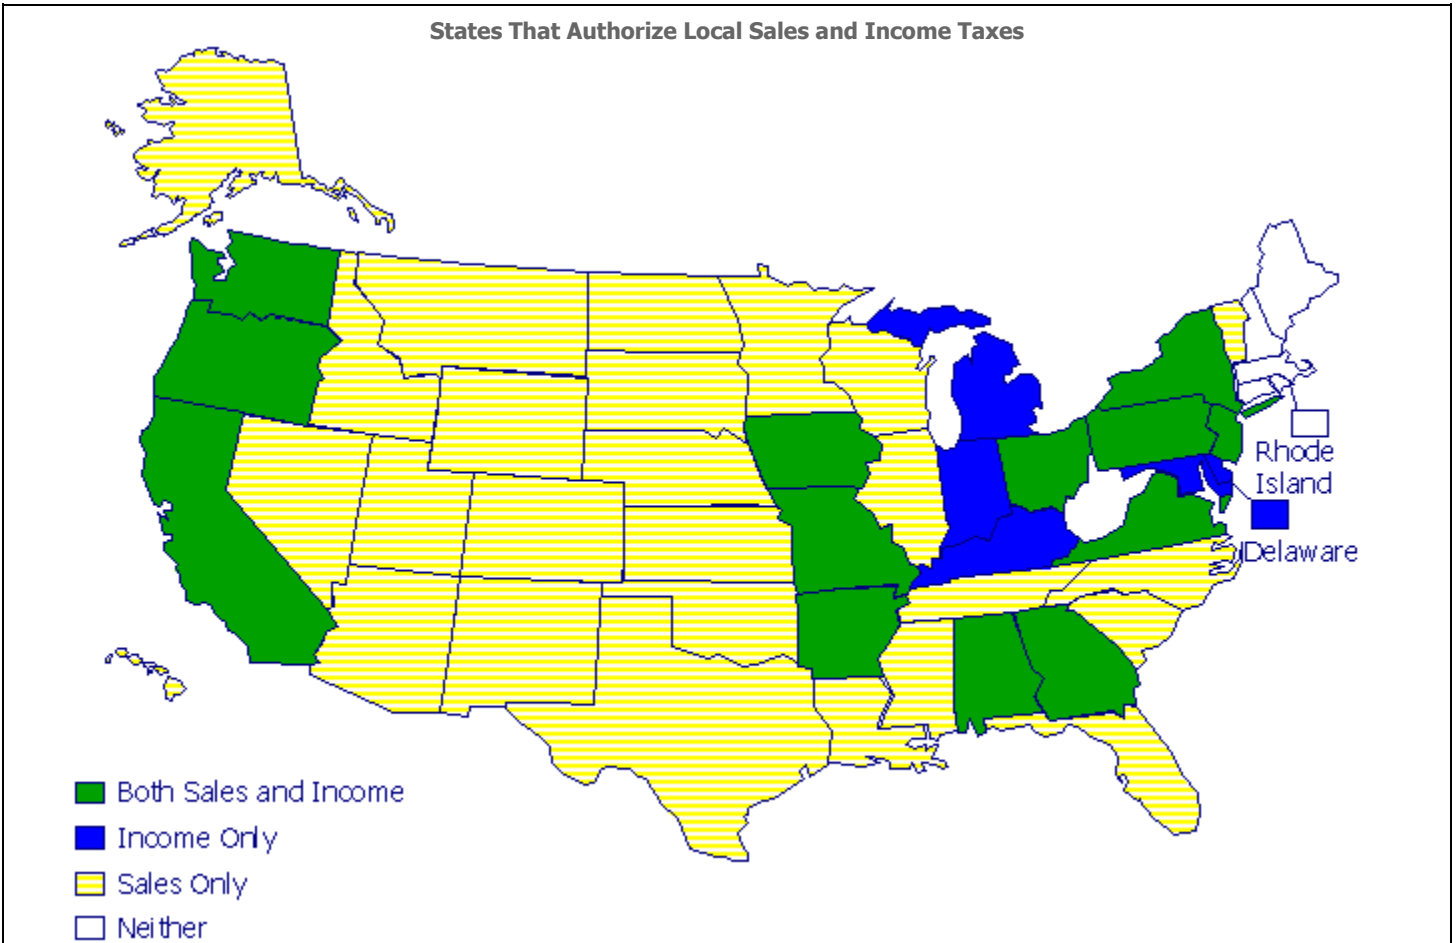 States That Authorize Local Sales and Income Taxes
Rhode
Island
Delaware
Both Sales and Income
Income Only
Sales Only
Neither